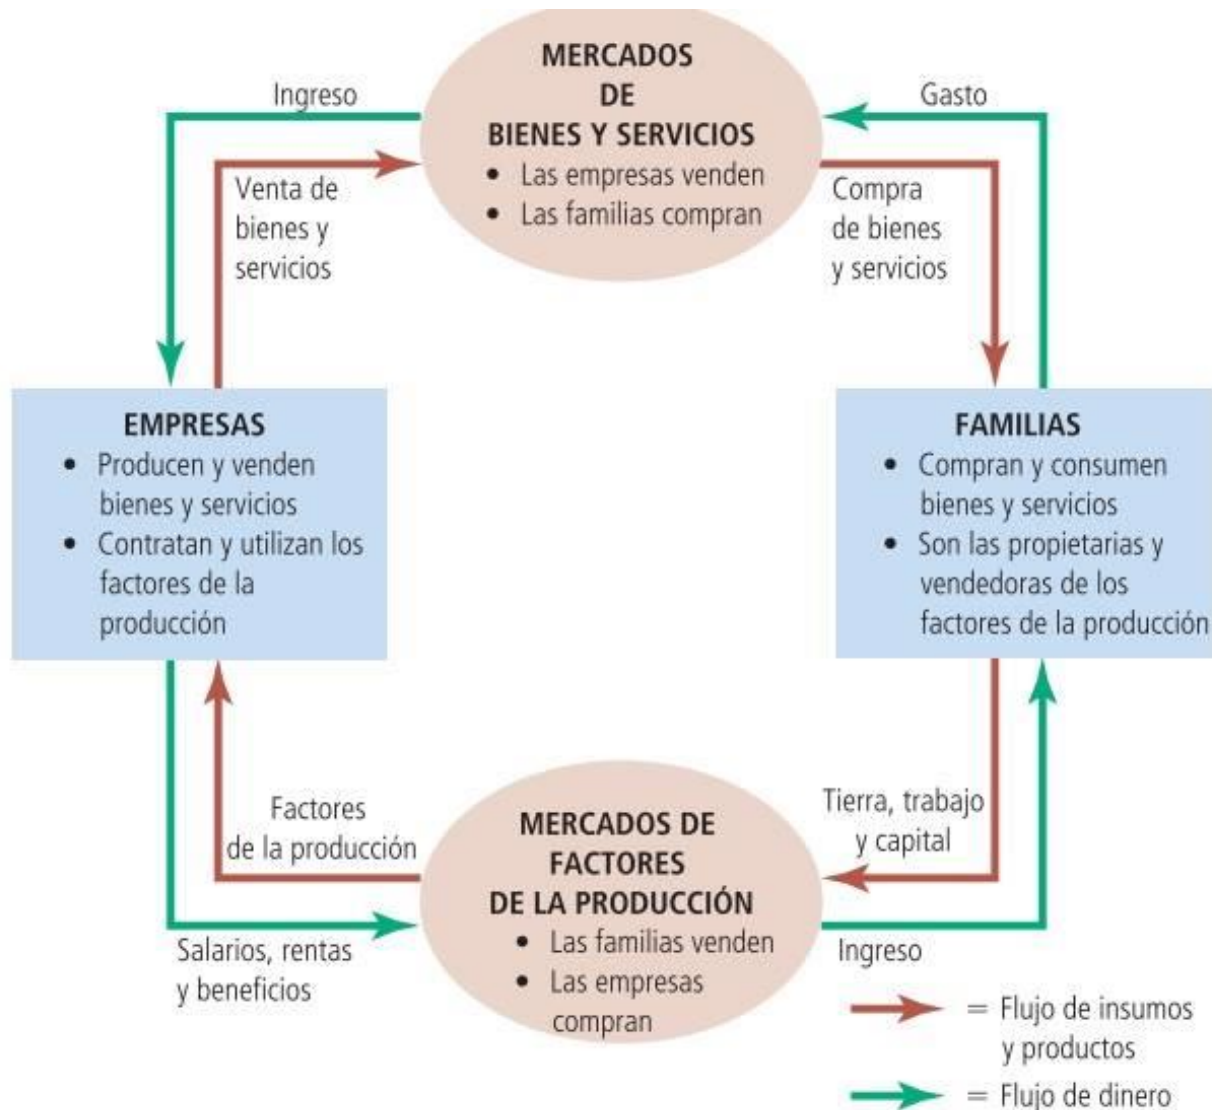 MERCADOS
DE
BIENES Y SERVICIOS
• Las empresas venden
• Las familias compran
Ingreso
Gasto
Venta de
bienes y
servicios
Compra
de bienes
y servicios
EMPRESAS
• Producen y venden
bienes y servicios
• Contratan y utilizan los
factores de la
producción
FAMILIAS
• Compran y consumen
bienes y servicios
• Son las propietarias y
vendedoras de los
factores de la producción
Factores
de la producción
Tierra, trabajo
y capital
MERCADOS DE
FACTORES
DE LA PRODUCCIÓN
• Las familias venden
• Las empresas
compran
Salarios, rentas
y beneficios
Ingreso
= Flujo de insumos
y productos
= Flujo de dinero